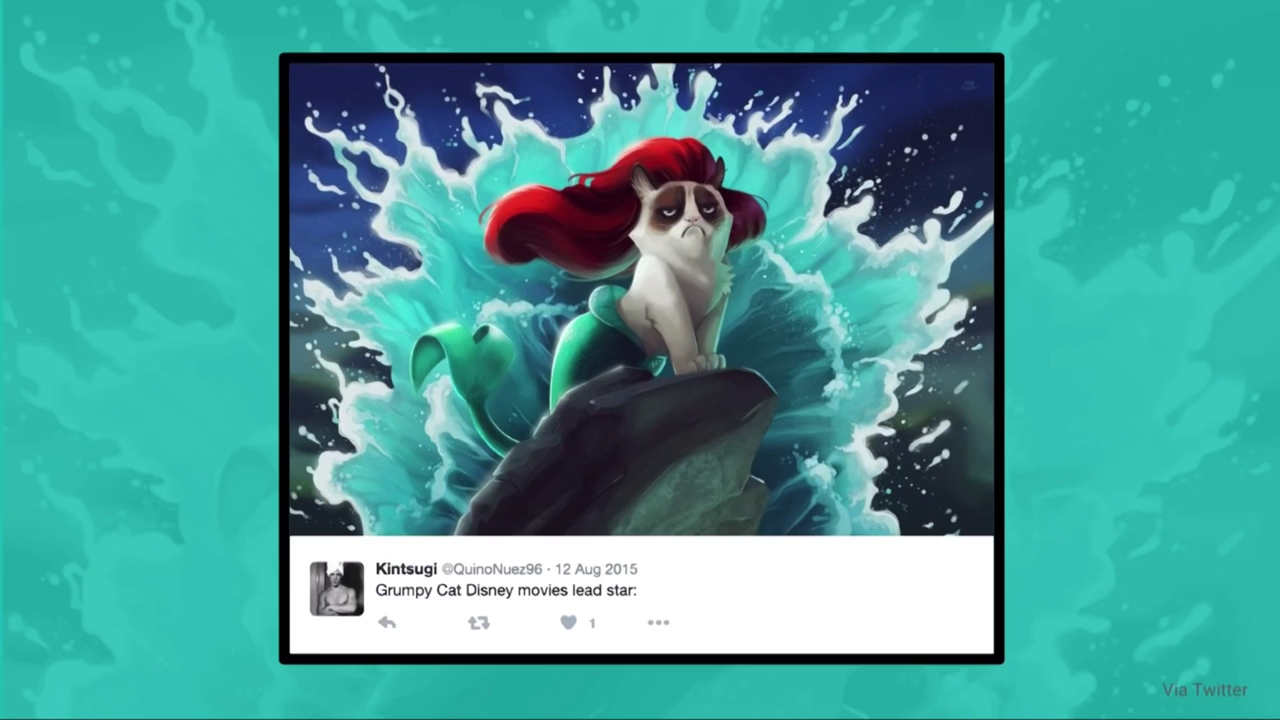 Kintsugi @QuinoNuez96 · 12 Aug 2015
Grumpy Cat Disney movies lead star:
1
Via Twitter